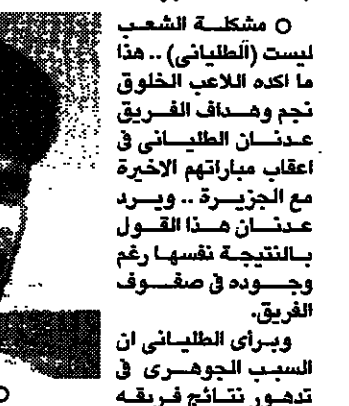 ○ مشكلة الشعب
ليست (الطلياني) .. هذا
ما اكده اللاعب الخلوق
نجم وهداف الفريق
عدنان الطلياني في
اعقاب مباراتهم الاخيرة
مع الجزيرة .. ويرد
عدنان هذا القول
بالنتيجة نفسها رغم
وجوده في صفوف
الفريق.
وبرأى الطلياني ان
السبب الجوهرى في
تدهور نتائج فريقه